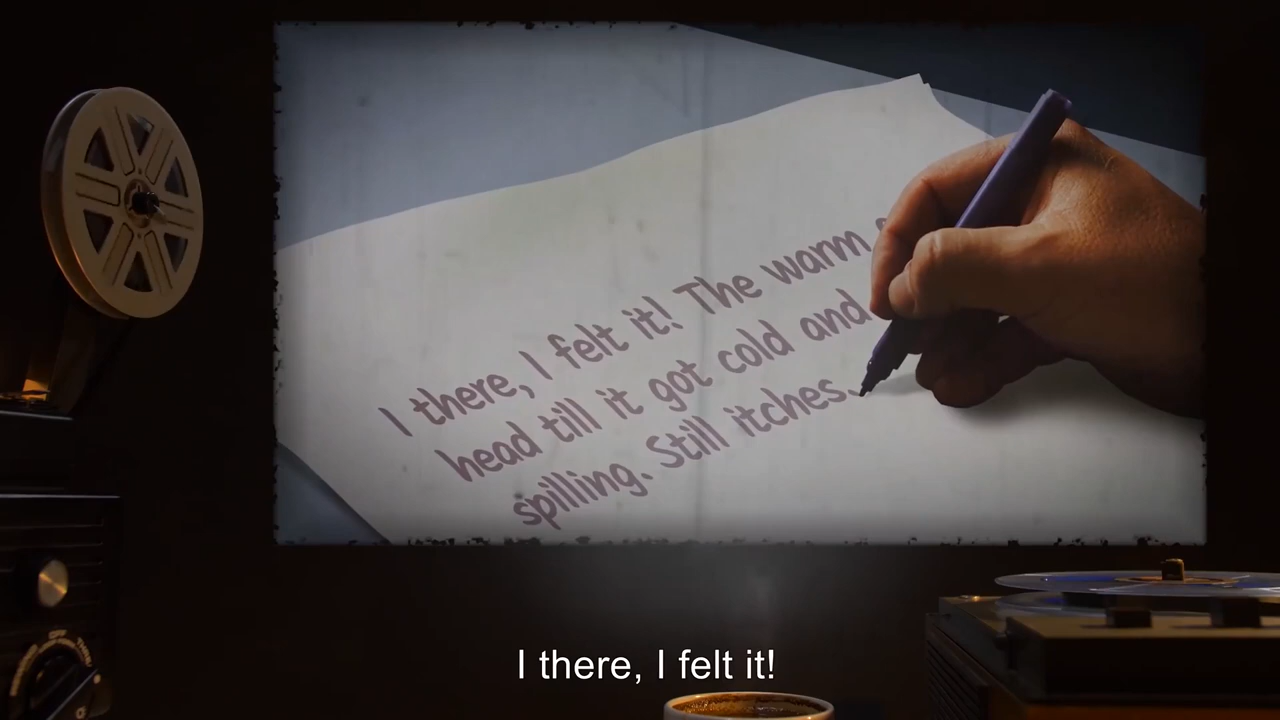 I there, I felt it! The warm
head till it got cold and
spilling. Still itches.
I there, I felt it!